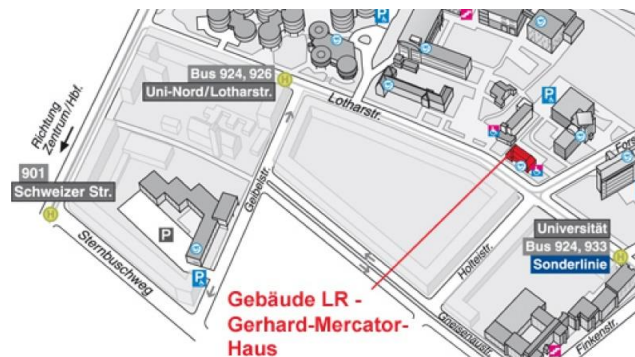 Bus 924, 926
Uni-Nord/Lotharstr.
Lotharstr.
Richtung
Zentrum/Hbf.
901
Schweizer Str.
H
H
P
P
P
P
Geibelstr.
Sternbuschweg
Holteistr.
Fors
Universität
Bus 924, 933
Sonderlinie
H
Gebäude LR -
Gerhard-Mercator-
Haus
Gneisenaustr.
Finkenstr.